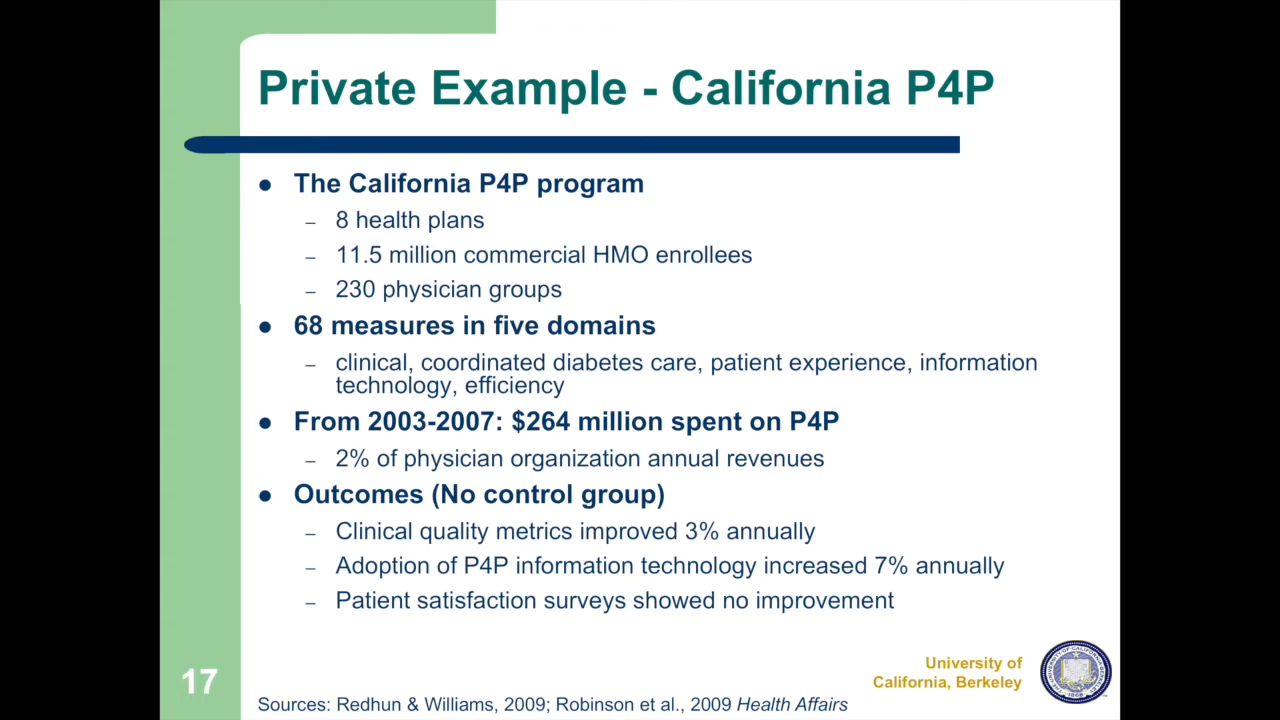 Private Example - California P4P
● The California P4P program
– 8 health plans
– 11.5 million commercial HMO enrollees
– 230 physician groups
● 68 measures in five domains
– clinical, coordinated diabetes care, patient experience, information
technology, efficiency
● From 2003-2007: $264 million spent on P4P
– 2% of physician organization annual revenues
● Outcomes (No control group)
– Clinical quality metrics improved 3% annually
– Adoption of P4P information technology increased 7% annually
– Patient satisfaction surveys showed no improvement
University of
California, Berkeley
17
Sources: Redhun & Williams, 2009; Robinson et al., 2009 Health Affairs